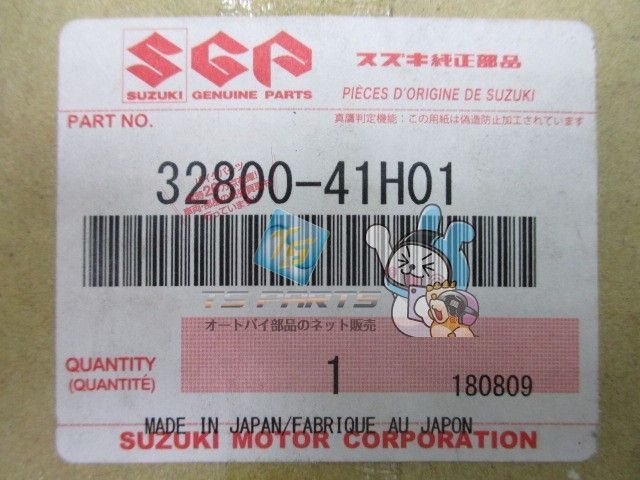 SGP
スズキ純正部品
SUZUKI GENUINE PARTS
PIÈCES D'ORIGINE DE SUZUKI
PART NO.
真贋判定機能：この用紙は偽造防止加工されています
32800-41H01
TS PARTS
オートバイ部品のネット販売
QUANTITY
(QUANTITÉ)
1
180809
MADE IN JAPAN/FABRIQUE AU JAPON
SUZUKI MOTOR CORPORATION